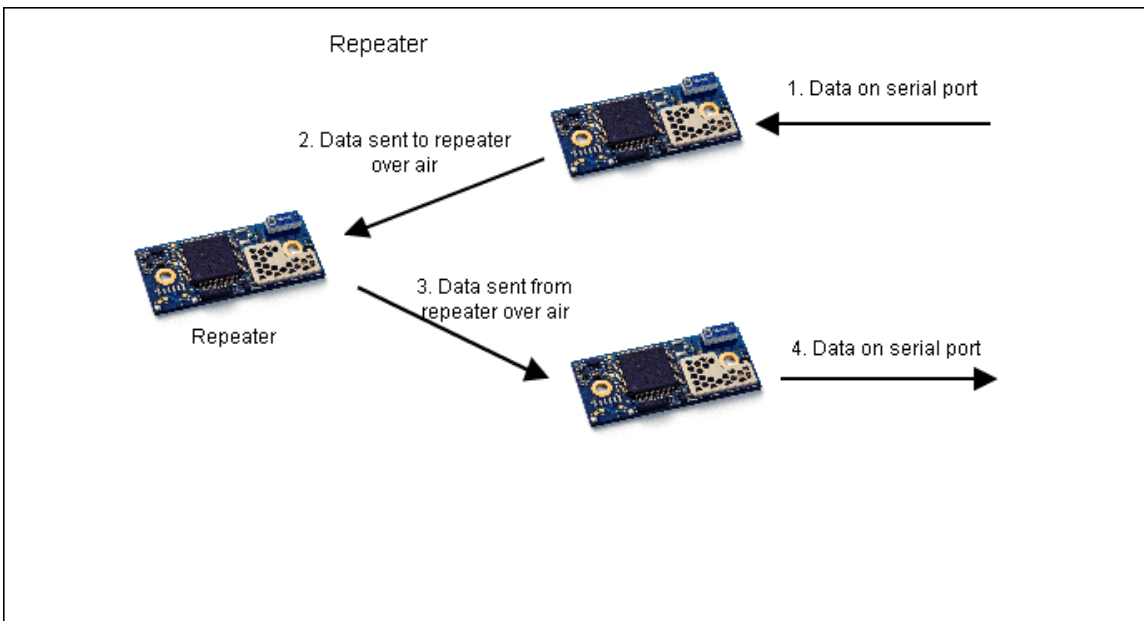 Repeater
1. Data on serial port
2. Data sent to repeater
over air
3. Data sent from
repeater over air
Repeater
4. Data on serial port